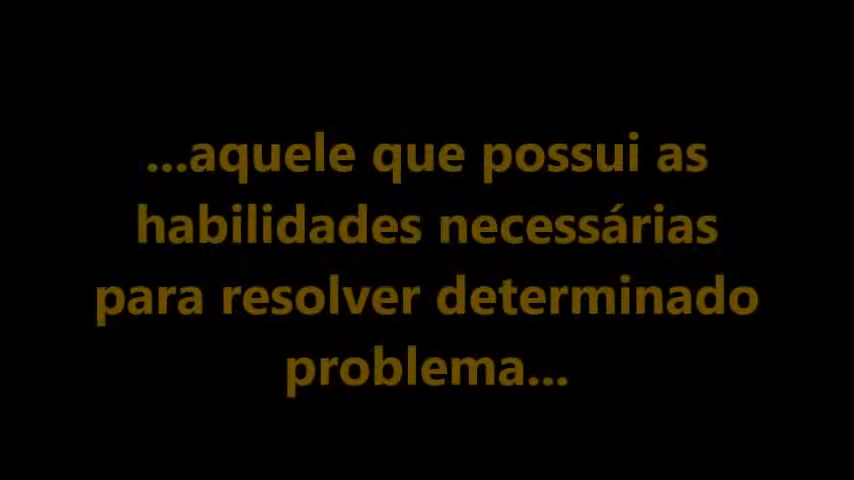 ...aquele que possui as
habilidades necessárias
para resolver determinado
problema...